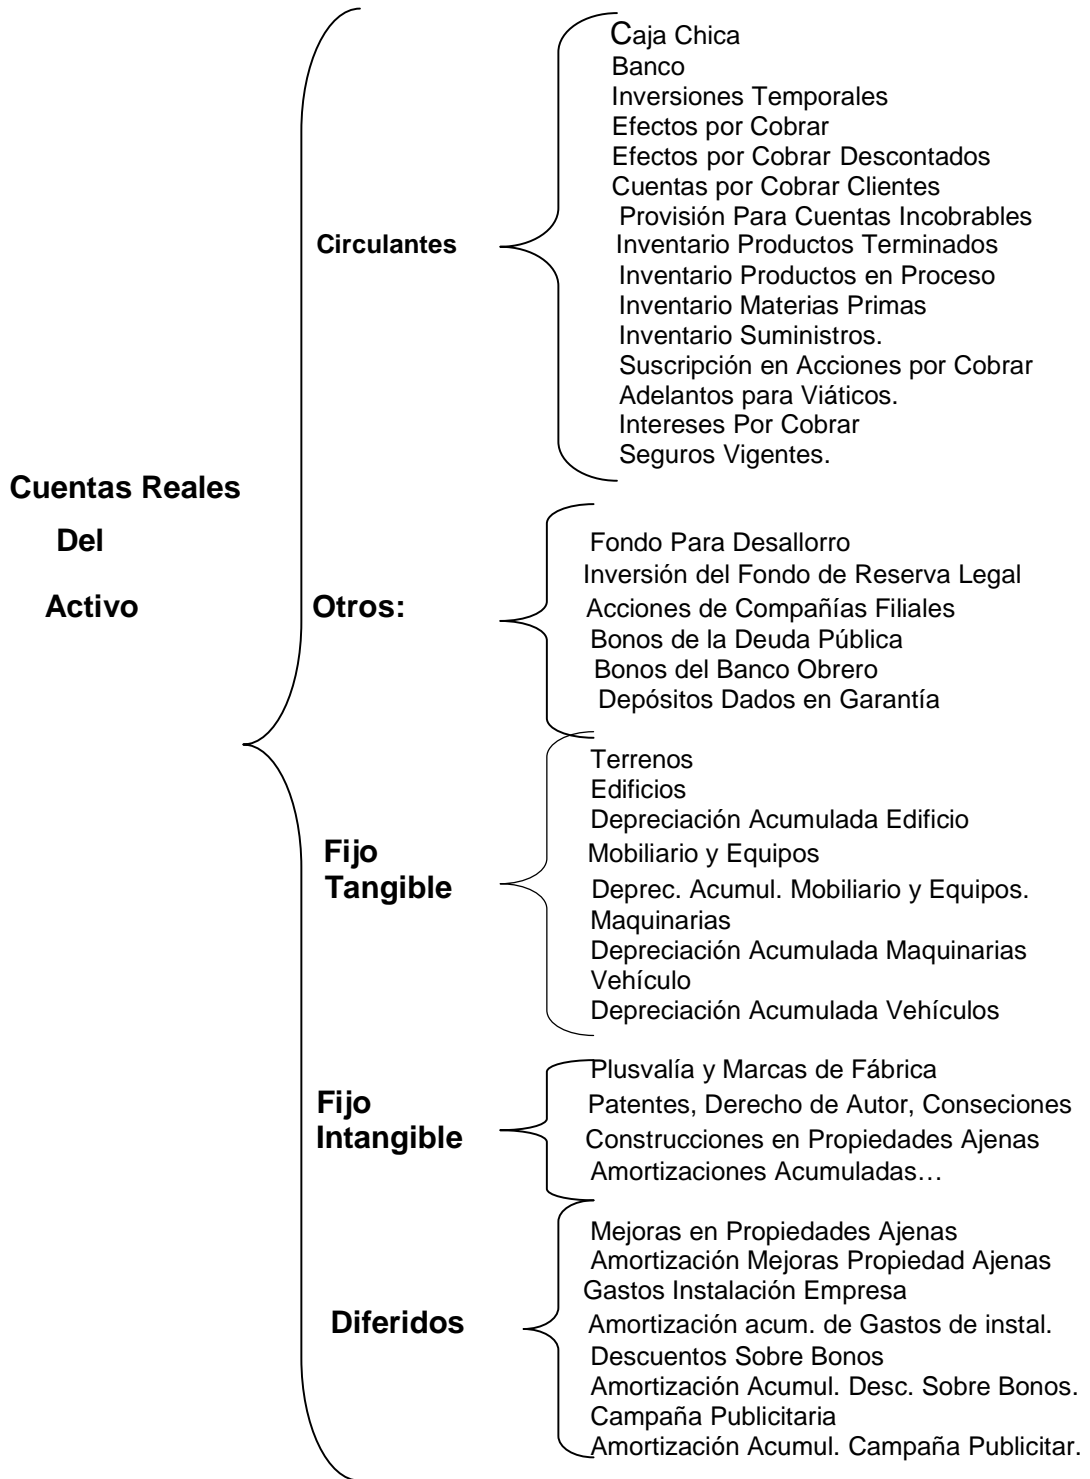 Cuentas Reales
Del
Activo
Circulantes
Caja Chica
Banco
Inversiones Temporales
Efectos por Cobrar
Efectos por Cobrar Descontados
Cuentas por Cobrar Clientes
Provisión Para Cuentas Incobrables
Inventario Productos Terminados
Inventario Productos en Proceso
Inventario Materias Primas
Inventario Suministros.
Suscripción en Acciones por Cobrar
Adelantos para Viáticos.
Intereses Por Cobrar
Seguros Vigentes.
Otros:
Fondo Para Desallorro
Inversión del Fondo de Reserva Legal
Acciones de Compañías Filiales
Bonos de la Deuda Pública
Bonos del Banco Obrero
Depósitos Dados en Garantía
Fijo
Tangible
Terrenos
Edificios
Depreciación Acumulada Edificio
Mobiliario y Equipos
Deprec. Acumul. Mobiliario y Equipos.
Maquinarias
Depreciación Acumulada Maquinarias
Vehículo
Depreciación Acumulada Vehículos
Fijo
Intangible
Plusvalía y Marcas de Fábrica
Patentes, Derecho de Autor, Conseciones
Construcciones en Propiedades Ajenas
Amortizaciones Acumuladas…
Diferidos
Mejoras en Propiedades Ajenas
Amortización Mejoras Propiedad Ajenas
Gastos Instalación Empresa
Amortización acum. de Gastos de instal.
Descuentos Sobre Bonos
Amortización Acumul. Desc. Sobre Bonos.
Campaña Publicitaria
Amortización Acumul. Campaña Publicitar.